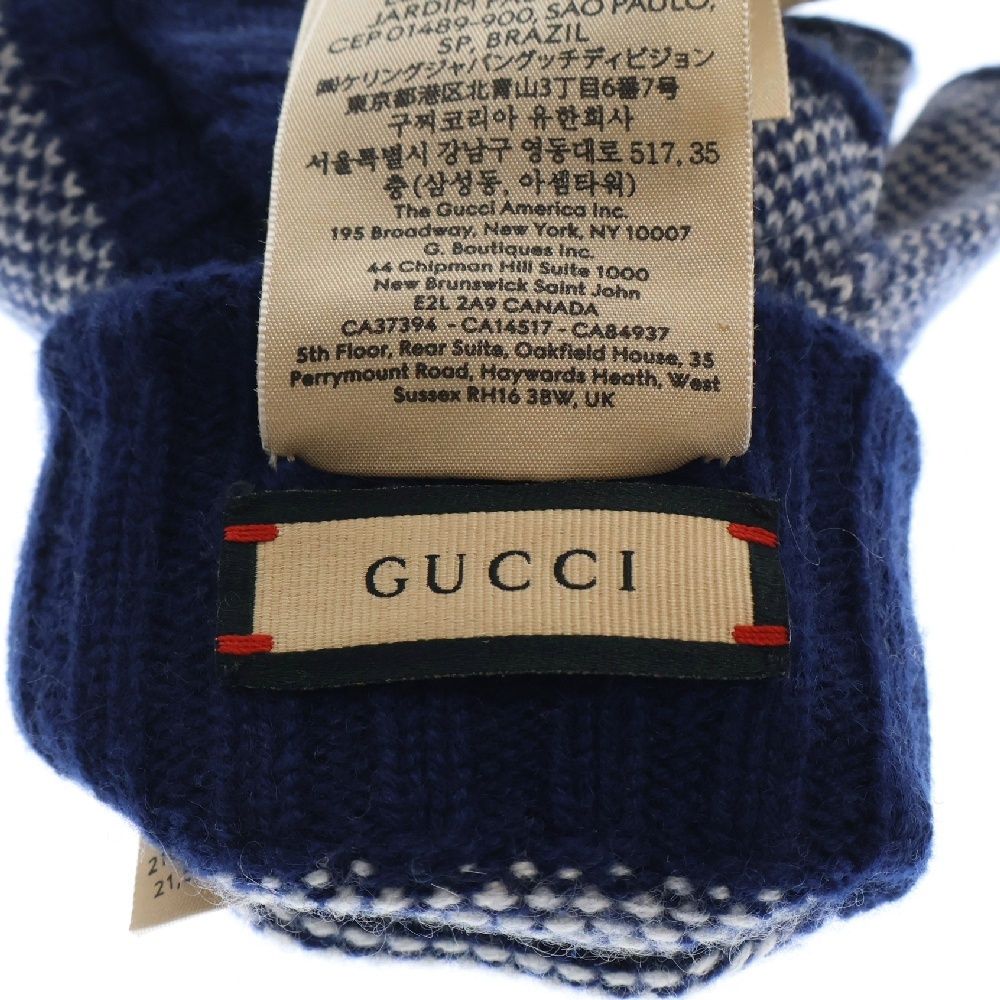 JARDIM
CEP 01489-900, SAO PAULO,
SP, BRAZIL
㈱ケリングジャパングッチディビジョン
東京都港区北青山3丁目6番7号
구찌코리아 유한회사
서울특별시 강남구 영동대로 517, 35
층(삼성동, 아셈타워)
The Gucci America Inc.
195 Broadway, New York, NY 10007
G. Boutiques Inc.
44 Chipman Hill Suite 1000
New Brunswick Saint John
E2L 2A9 CANADA
CA37394 - CA14517 - CA84937
5th Floor, Rear Suite, Oakfield House, 35
Perrymount Road, Haywards Heath, West
Sussex RH16 3BW, UK
GUCCI
21,